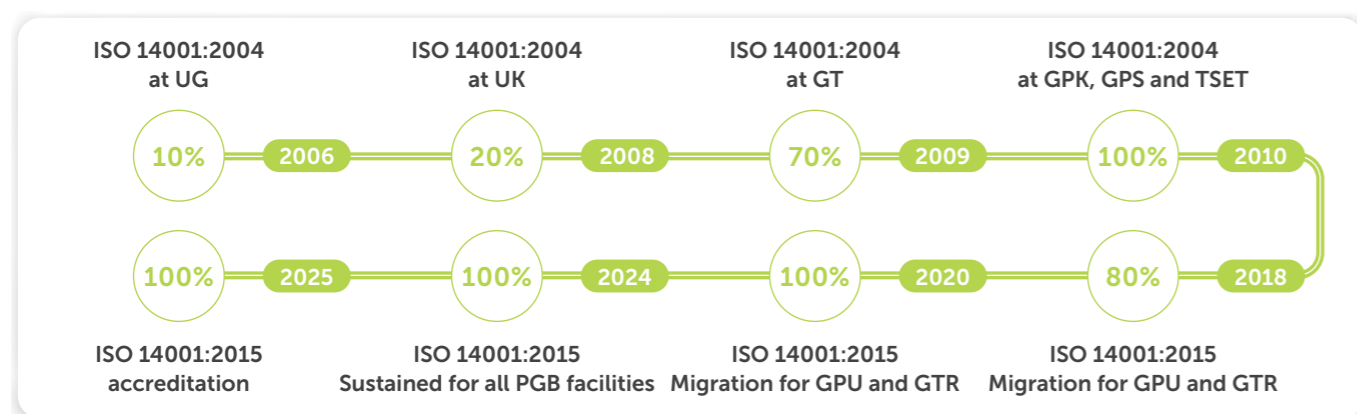 ISO 14001:2004
at UG
ISO 14001:2004
at UK
ISO 14001:2004
at GT
ISO 14001:2004
at GPK, GPS and TSET
10%
2006
20%
2008
70%
2009
100%
2010
100%
2025
100%
2024
100%
2020
80%
2018
ISO 14001:2015
accreditation
ISO 14001:2015
Sustained for all PGB facilities
ISO 14001:2015
Migration for GPU and GTR
ISO 14001:2015
Migration for GPU and GTR